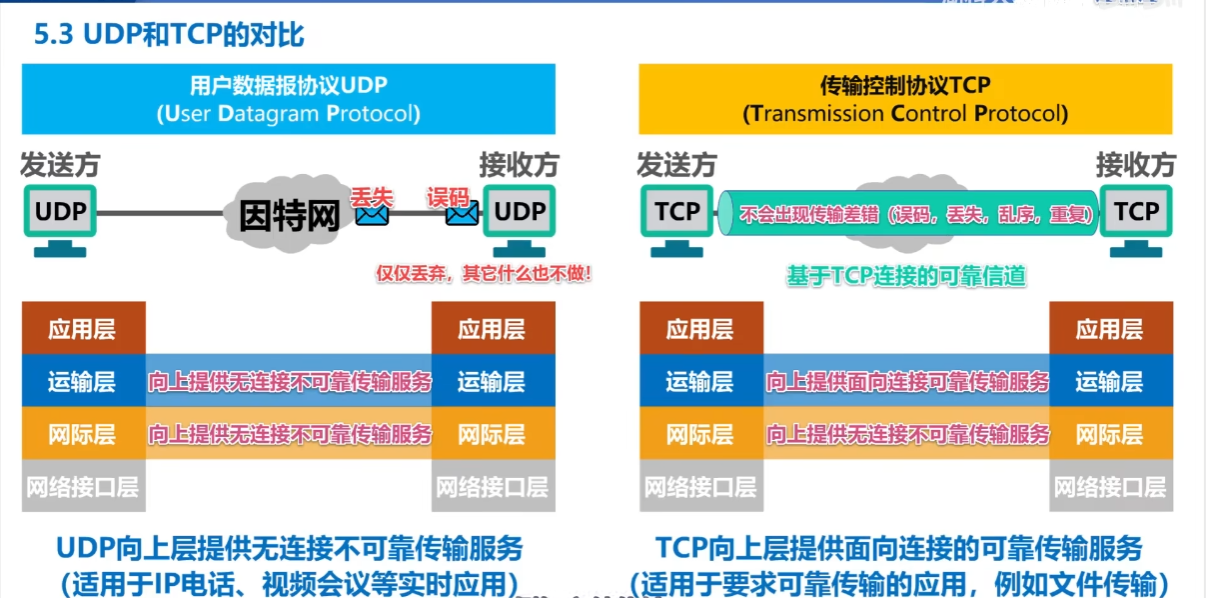 5.3 UDP和TCP的对比
用户数据报协议UDP
(User Datagram Protocol)
发送方
接收方
UDP
因特网
丢失
误码
UDP
仅仅丢弃，其它什么也不做！
应用层
应用层
运输层
向上提供无连接不可靠传输服务
运输层
网际层
向上提供无连接不可靠传输服务
网际层
网络接口层
网络接口层
UDP向上层提供无连接不可靠传输服务
（适用于IP电话、视频会议等实时应用）
传输控制协议TCP
(Transmission Control Protocol)
发送方
接收方
TCP
不会出现传输差错（误码，丢失，乱序，重复）
TCP
基于TCP连接的可靠信道
应用层
应用层
运输层
向上提供面向连接可靠传输服务
运输层
网际层
向上提供无连接不可靠传输服务
网际层
网络接口层
网络接口层
TCP向上层提供面向连接的可靠传输服务
（适用于要求可靠传输的应用，例如文件传输）